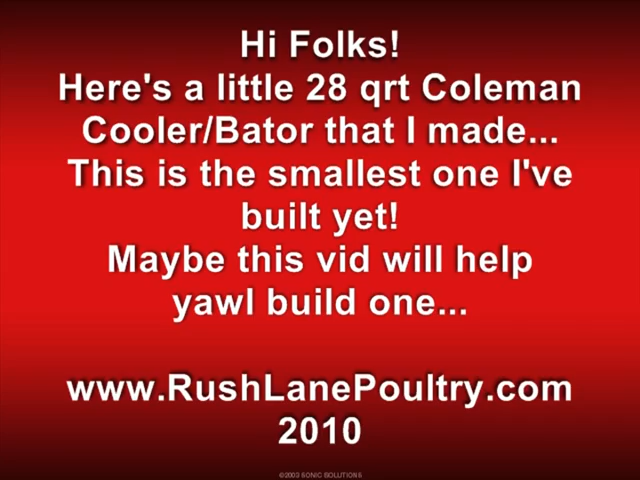 Hi Folks!
Here's a little 28 qrt Coleman
Cooler/Bator that I made...
This is the smallest one I've
built yet!
Maybe this vid will help
yawl build one...
www.RushLanePoultry.com
2010
©2003 SONIC SOLUTIONS